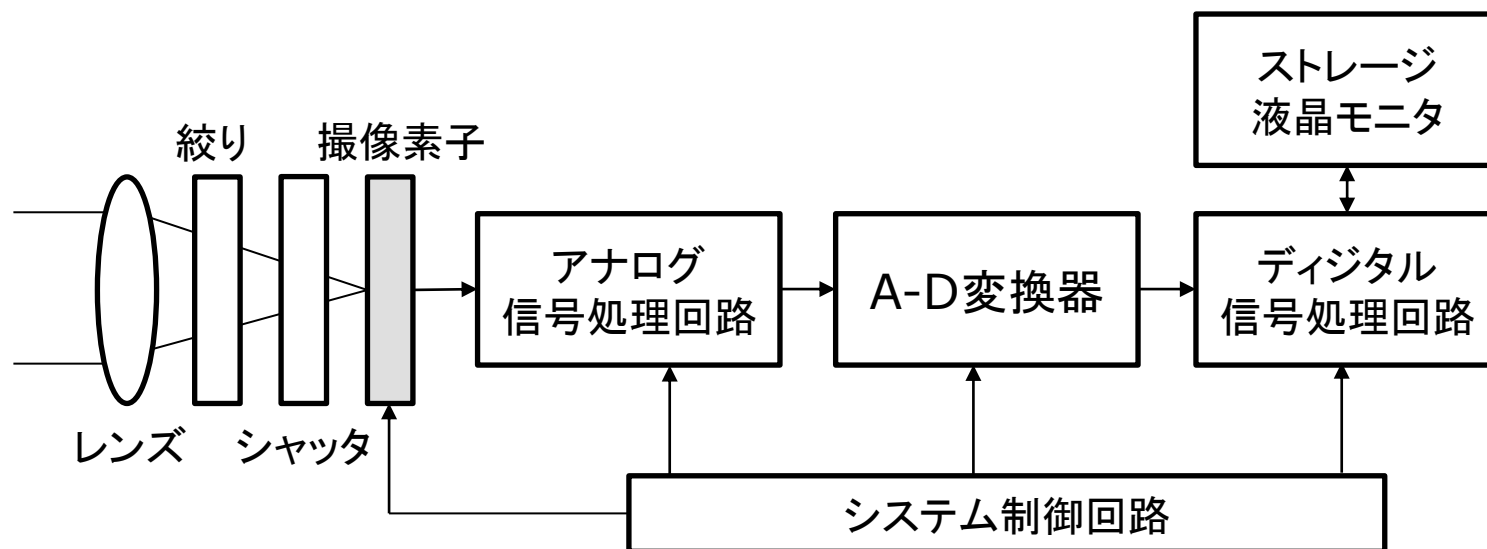 ストレージ
液晶モニタ
絞り
撮像素子
アナログ
信号処理回路
A-D変換器
ディジタル
信号処理回路
レンズ
シャッタ
システム制御回路